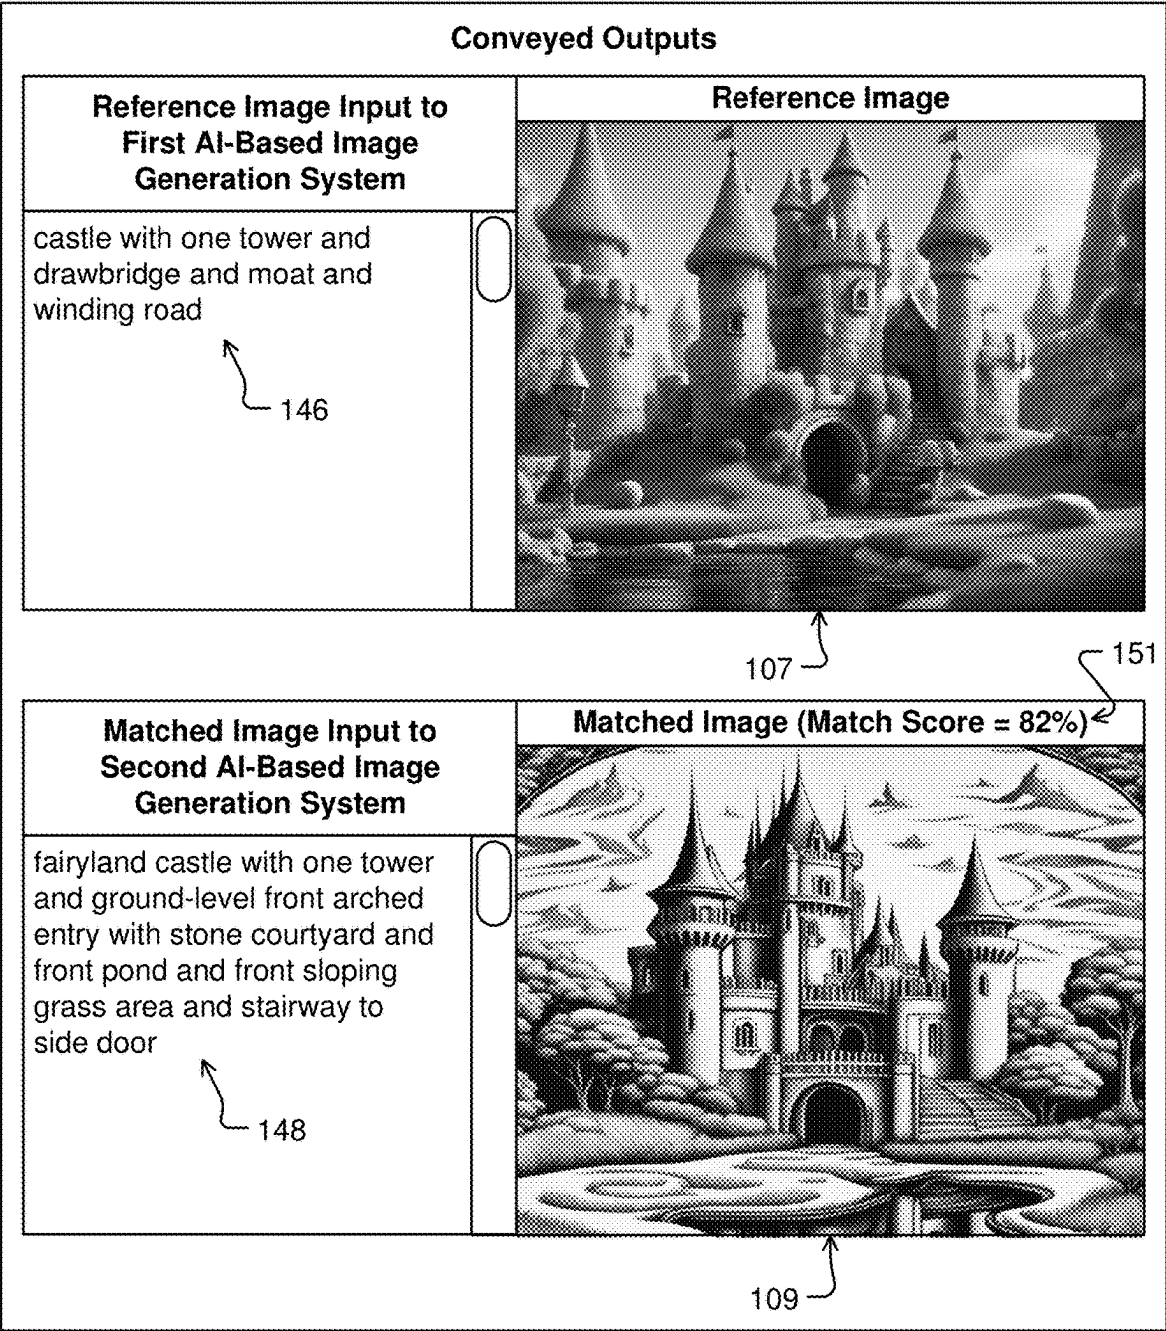 Conveyed Outputs
Reference Image Input to
First AI-Based Image
Generation System
Reference Image
castle with one tower and
drawbridge and moat and
winding road
146
107
151
Matched Image Input to
Second AI-Based Image
Generation System
Matched Image (Match Score = 82%)
fairyland castle with one tower
and ground-level front arched
entry with stone courtyard and
front pond and front sloping
grass area and stairway to
side door
148
109